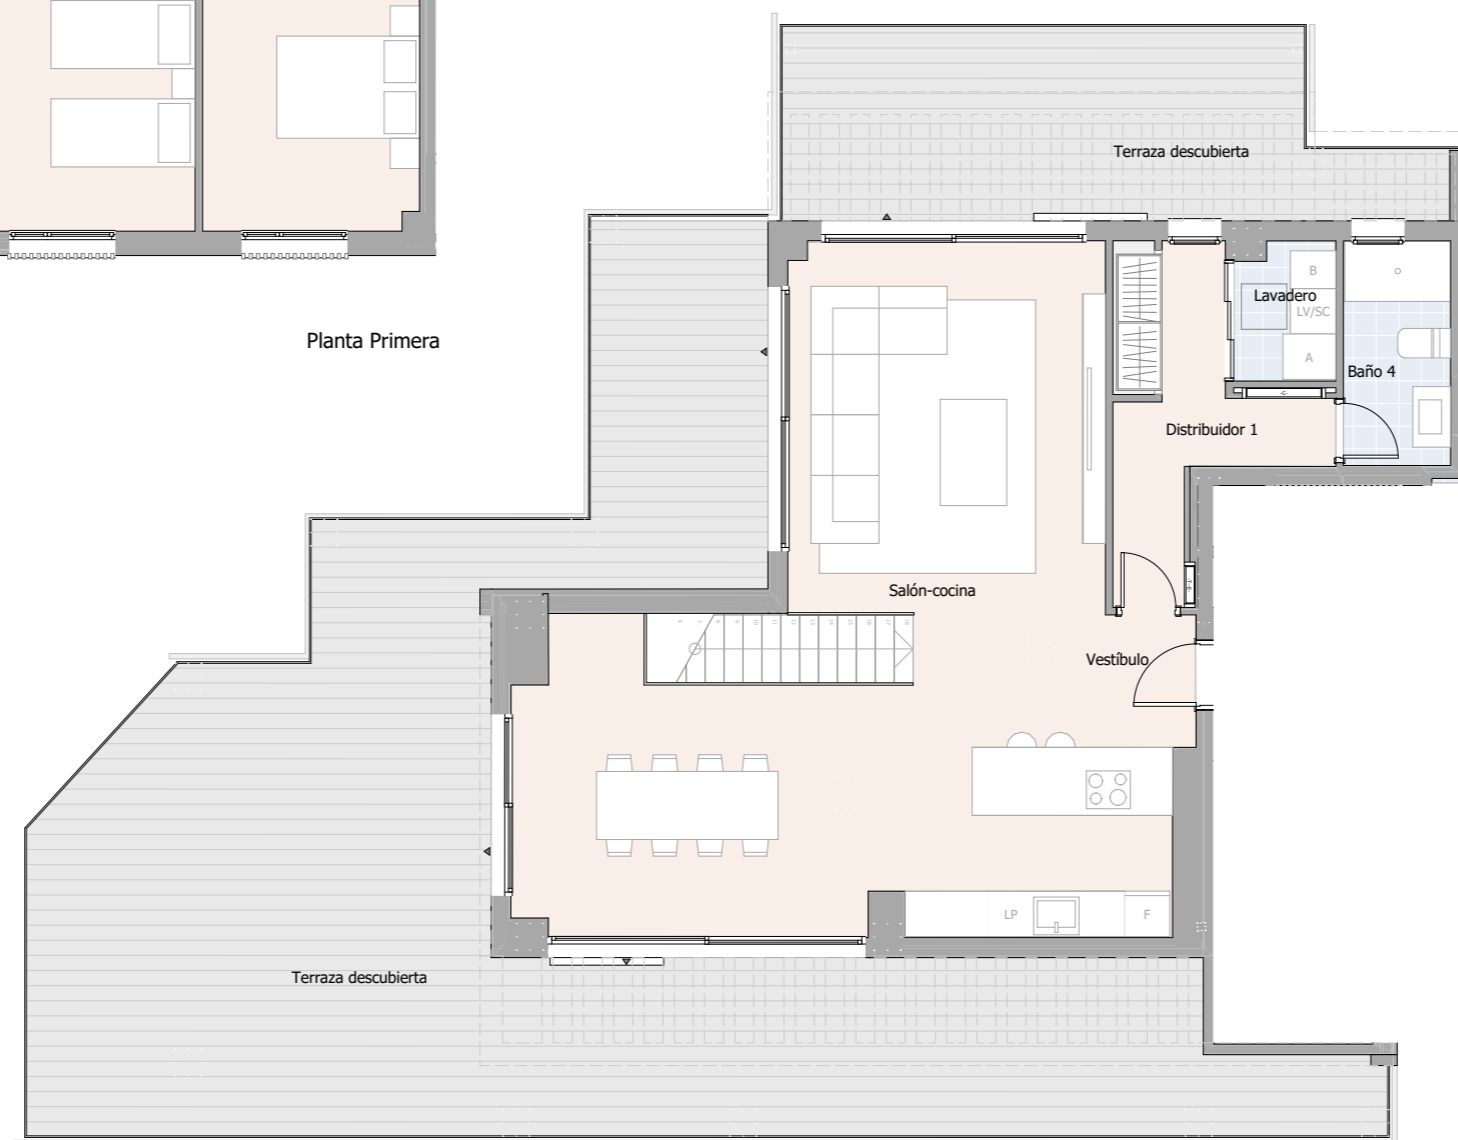 Terraza descubierta
Planta Primera
B
Lavadero
LV/SC
A
Baño 4
Distribuidor 1
Salón-cocina
Vestíbulo
LP
F
Terraza descubierta